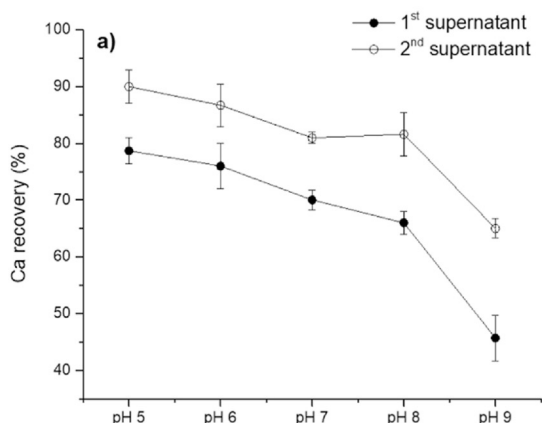 a)
1st supernatant
2nd supernatant
Ca recovery (%)
100
90
80
70
60
50
40
pH 5 pH 6 pH 7 pH 8 pH 9